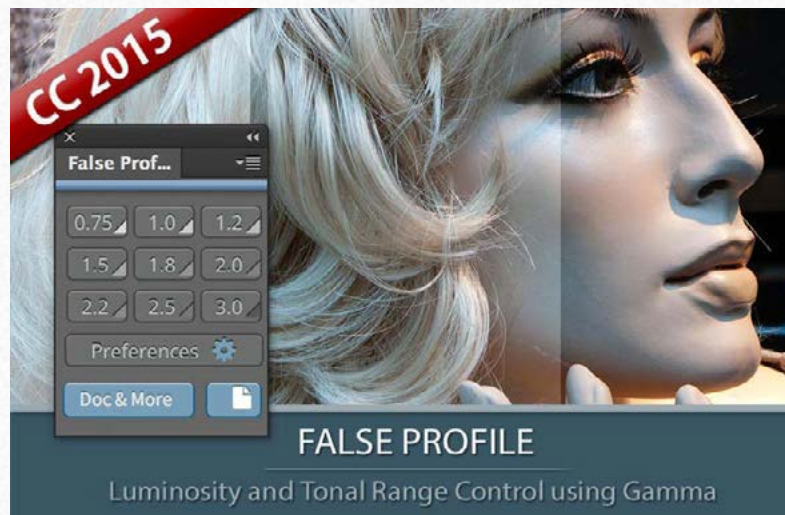 CC 2015
False Prof...
0.75 1.0 1.2
1.5 1.8 2.0
2.2 2.5 3.0
Preferences
Doc & More
FALSE PROFILE
Luminosity and Tonal Range Control using Gamma